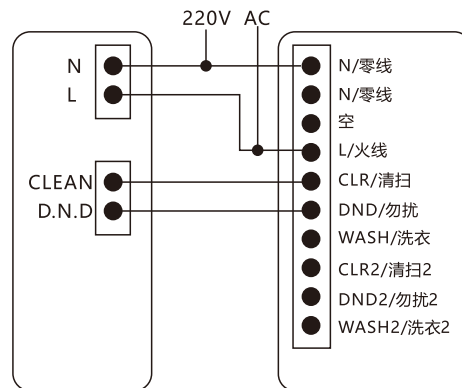 220V AC
N
L
CLEAN
D.N.D
N/零线
N/零线
空
L/火线
CLR/清扫
DND/勿扰
WASH/洗衣
CLR2/清扫2
DND2/勿扰2
WASH2/洗衣2